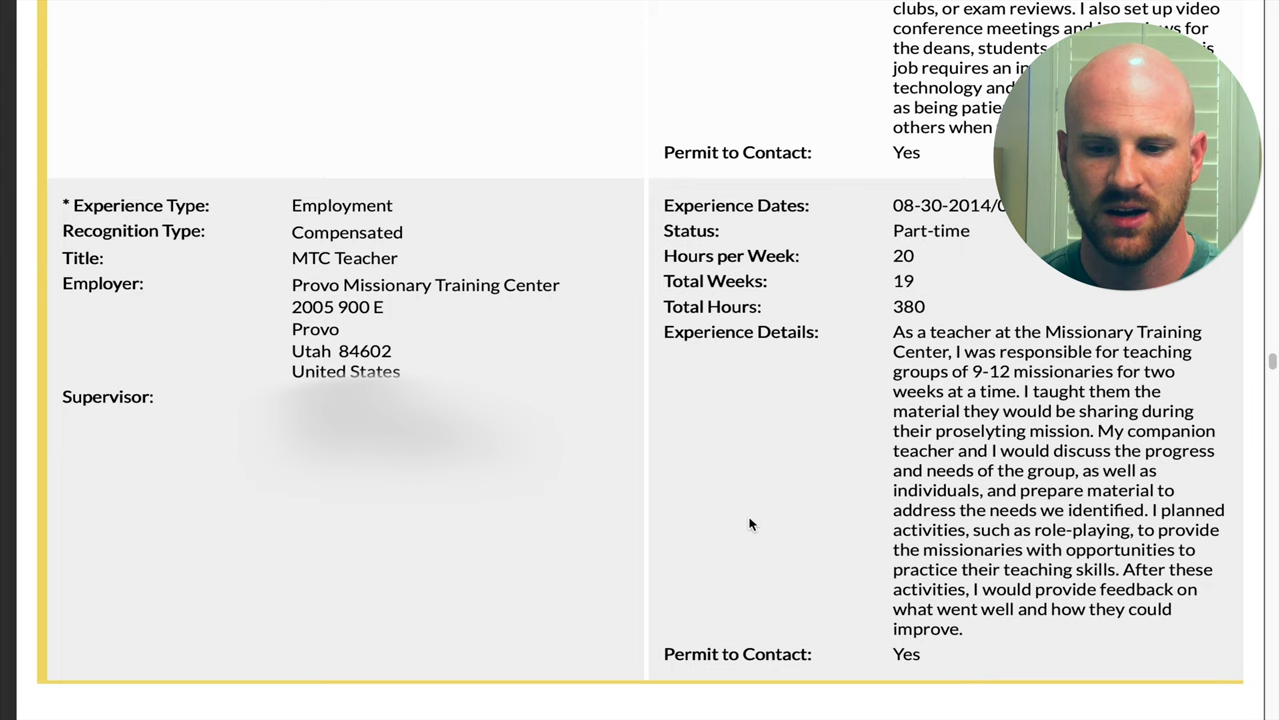 clubs, or exam reviews. I also set up video
conference meetings and for
the deans, students
job requires an
technology and
as being
others when
Permit to Contact: Yes
* Experience Type: Employment
Recognition Type: Compensated
Title: MTC Teacher
Employer: Provo Missionary Training Center
2005 900 E
Provo
Utah 84602
United States
Supervisor:
Experience Dates: 08-30-2014/
Status: Part-time
Hours per Week: 20
Total Weeks: 19
Total Hours: 380
Experience Details: As a teacher at the Missionary Training
Center, I was responsible for teaching
groups of 9-12 missionaries for two
weeks at a time. I taught them the
material they would be sharing during
their proselyting mission. My companion
teacher and I would discuss the progress
and needs of the group, as well as
individuals, and prepare material to
address the needs we identified. I planned
activities, such as role-playing, to provide
the missionaries with opportunities to
practice their teaching skills. After these
activities, I would provide feedback on
what went well and how they could
improve.
Permit to Contact: Yes